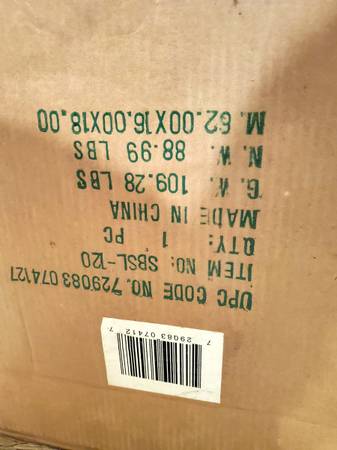 UPC CODE NO. 729083 074127
ITEM NO: SBSL-120
QTY: 1 PC
MADE IN CHINA
G. W. 109.28 LBS
N. W. 88.99 LBS
M. 62.00X16.00X18.00
7 29083 07412 7